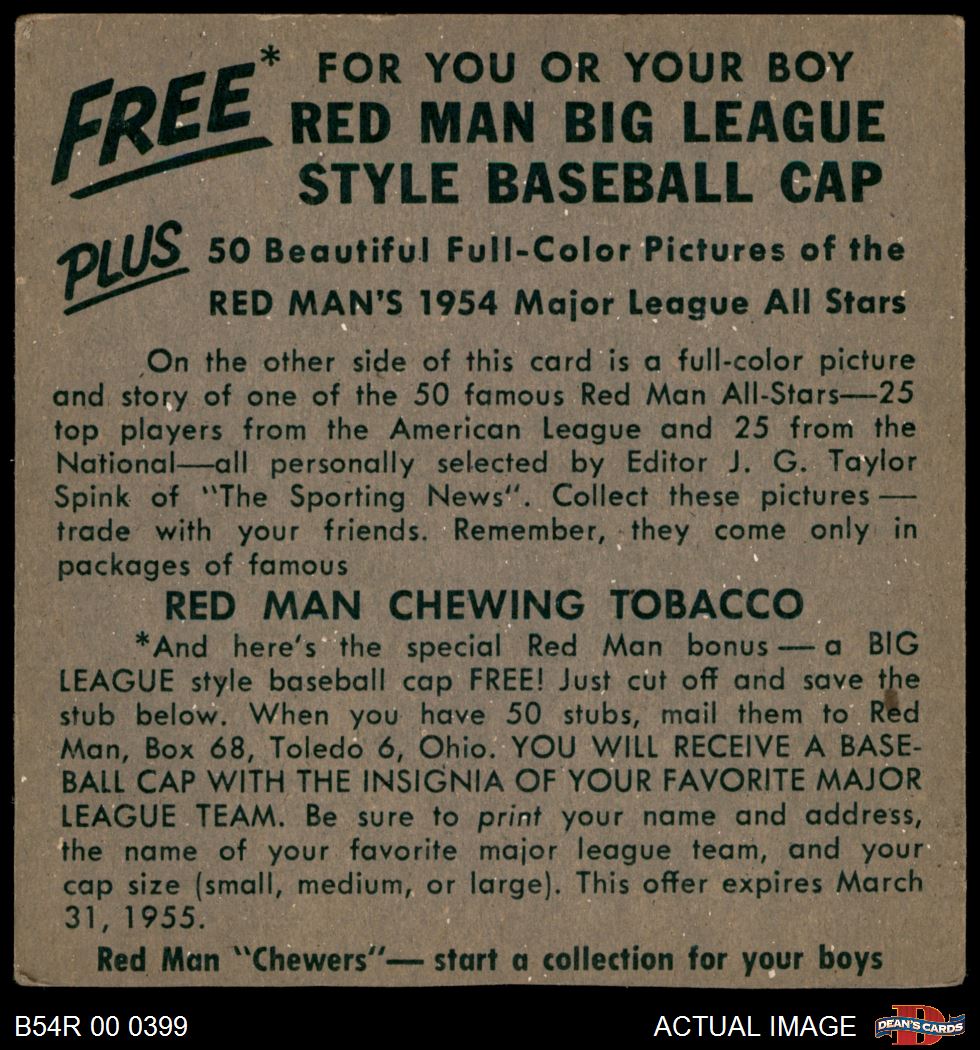 FREE* FOR YOU OR YOUR BOY
RED MAN BIG LEAGUE
STYLE BASEBALL CAP
PLUS 50 Beautiful Full-Color Pictures of the
RED MAN'S 1954 Major League All Stars
On the other side of this card is a full-color picture
and story of one of the 50 famous Red Man All-Stars—25
top players from the American League and 25 from the
National—all personally selected by Editor J. G. Taylor
Spink of "The Sporting News". Collect these pictures —
trade with your friends. Remember, they come only in
packages of famous
RED MAN CHEWING TOBACCO
*And here's the special Red Man bonus — a BIG
LEAGUE style baseball cap FREE! Just cut off and save the
stub below. When you have 50 stubs, mail them to Red
Man, Box 68, Toledo 6, Ohio. YOU WILL RECEIVE A BASE-
BALL CAP WITH THE INSIGNIA OF YOUR FAVORITE MAJOR
LEAGUE TEAM. Be sure to print your name and address,
the name of your favorite major league team, and your
cap size (small, medium, or large). This offer expires March
31, 1955.
Red Man "Chewers"— start a collection for your boys
B54R 00 0399
ACTUAL IMAGE
D
DEAN'S CARDS